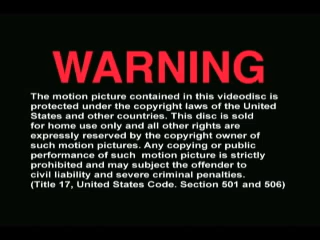 WARNING
The motion picture contained in this videodisc is
protected under the copyright laws of the United
States and other countries. This disc is sold
for home use only and all other rights are
expressly reserved by the copyright owner of
such motion pictures. Any copying or public
performance of such motion picture is strictly
prohibited and may subject the offender to
civil liability and severe criminal penalties.
(Title 17, United States Code. Section 501 and 506)